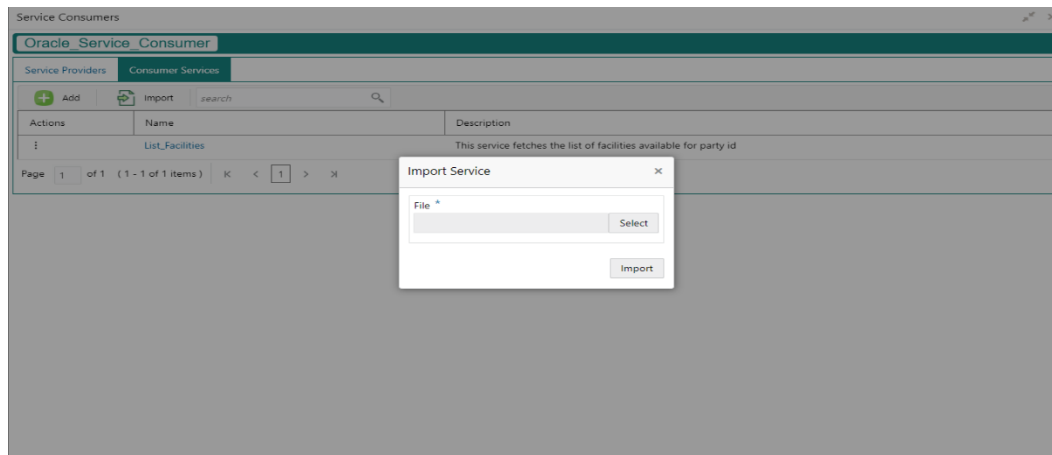 Service Consumers
Oracle_Service_Consumer
Service Providers Consumer Services
Add Import search
Actions Name Description
List_Facilities This service fetches the list of facilities available for party id
Page 1 of 1 (1 - 1 of 1 items) K < 1 > >|
Import Service ×
File *
Select
Import